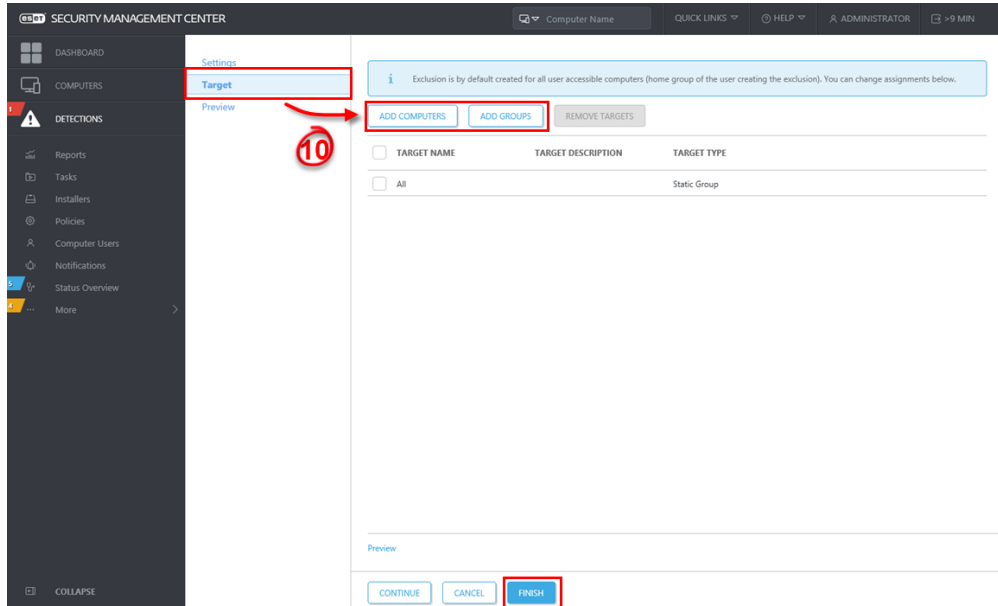 eset SECURITY MANAGEMENT CENTER
Computer Name
QUICK LINKS
HELP
ADMINISTRATOR
>9 MIN
DASHBOARD
COMPUTERS
1
DETECTIONS
Reports
Tasks
Installers
Policies
Computer Users
Notifications
5
Status Overview
More
COLLAPSE
Settings
Target
Preview
10
Exclusion is by default created for all user accessible computers (home group of the user creating the exclusion). You can change assignments below.
ADD COMPUTERS ADD GROUPS REMOVE TARGETS
TARGET NAME TARGET DESCRIPTION TARGET TYPE
All Static Group
Preview
CONTINUE CANCEL FINISH